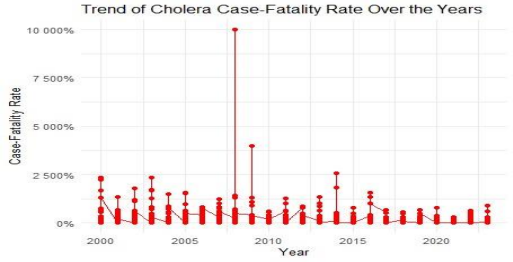 Trend of Cholera Case-Fatality Rate Over the Years
10 000%
7 500%
5 000%
2 500%
0%
Case-Fatality Rate
2000 2005 2010 2015 2020
Year